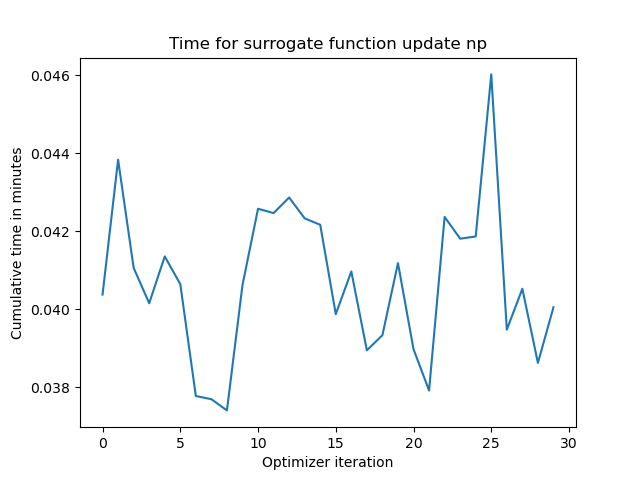 Time for surrogate function update np
0.046
0.044
0.042
0.040
0.038
Cumulative time in minutes
0 5 10 15 20 25 30
Optimizer iteration